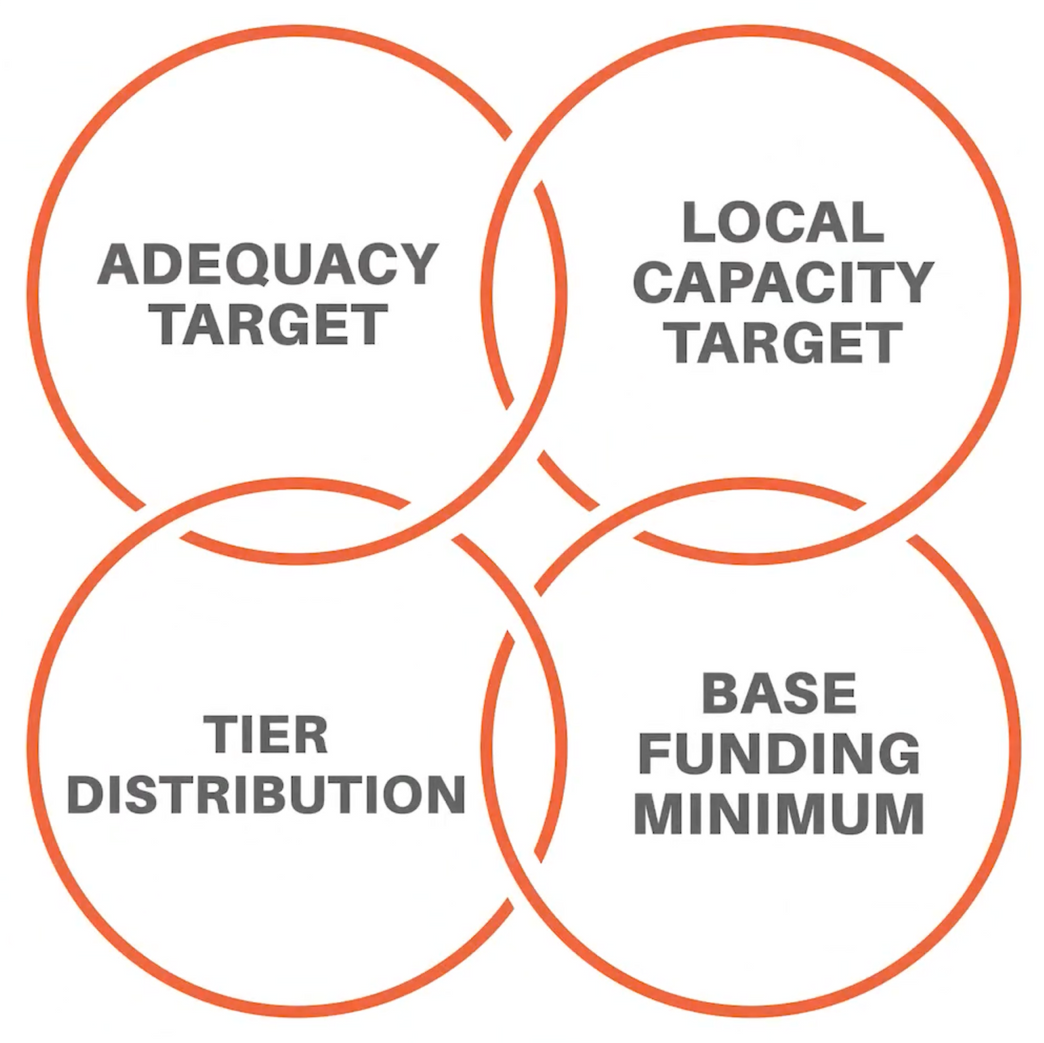 ADEQUACY
TARGET
LOCAL
CAPACITY
TARGET
TIER
DISTRIBUTION
BASE
FUNDING
MINIMUM